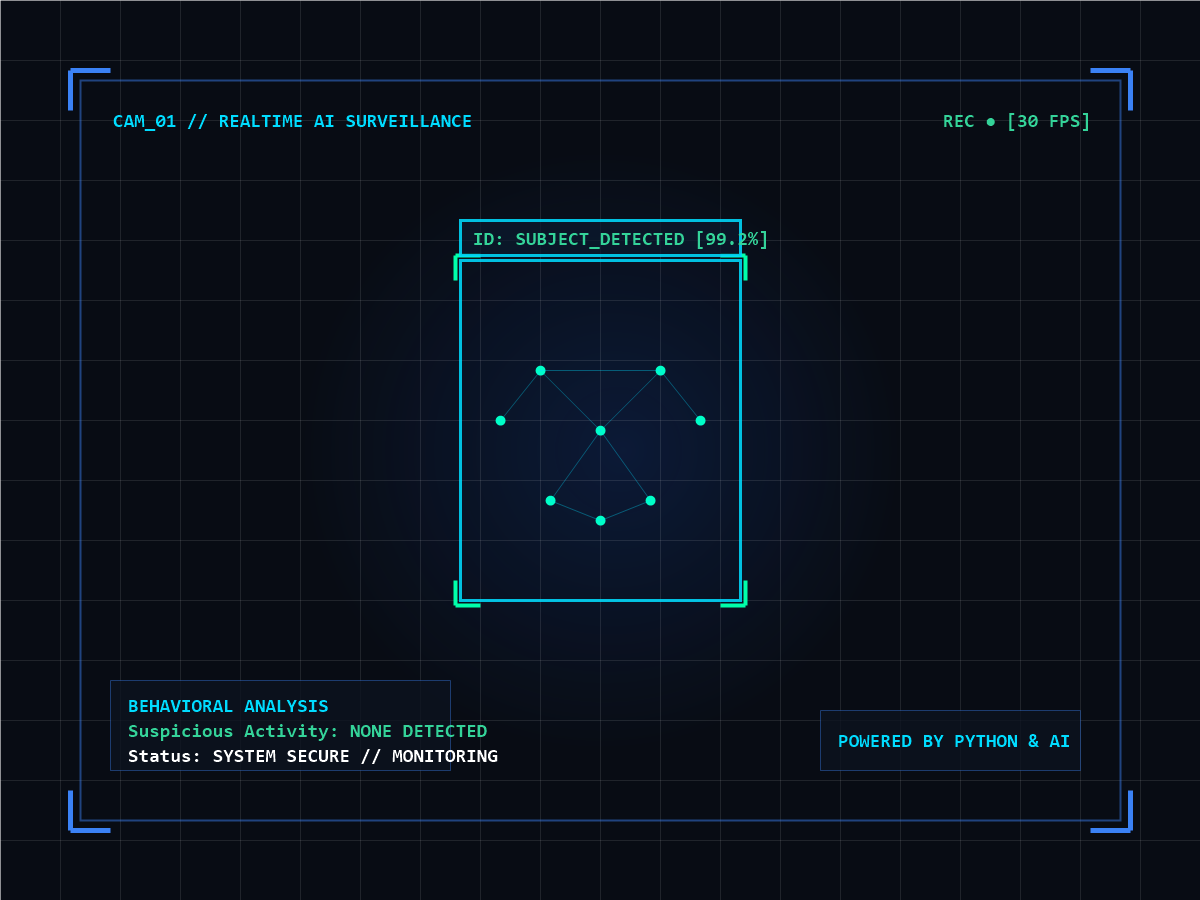 CAM_01 // REALTIME AI SURVEILLANCE
REC ● [30 FPS]
ID: SUBJECT_DETECTED [99.2%]
BEHAVIORAL ANALYSIS
Suspicious Activity: NONE DETECTED
Status: SYSTEM SECURE // MONITORING
POWERED BY PYTHON & AI